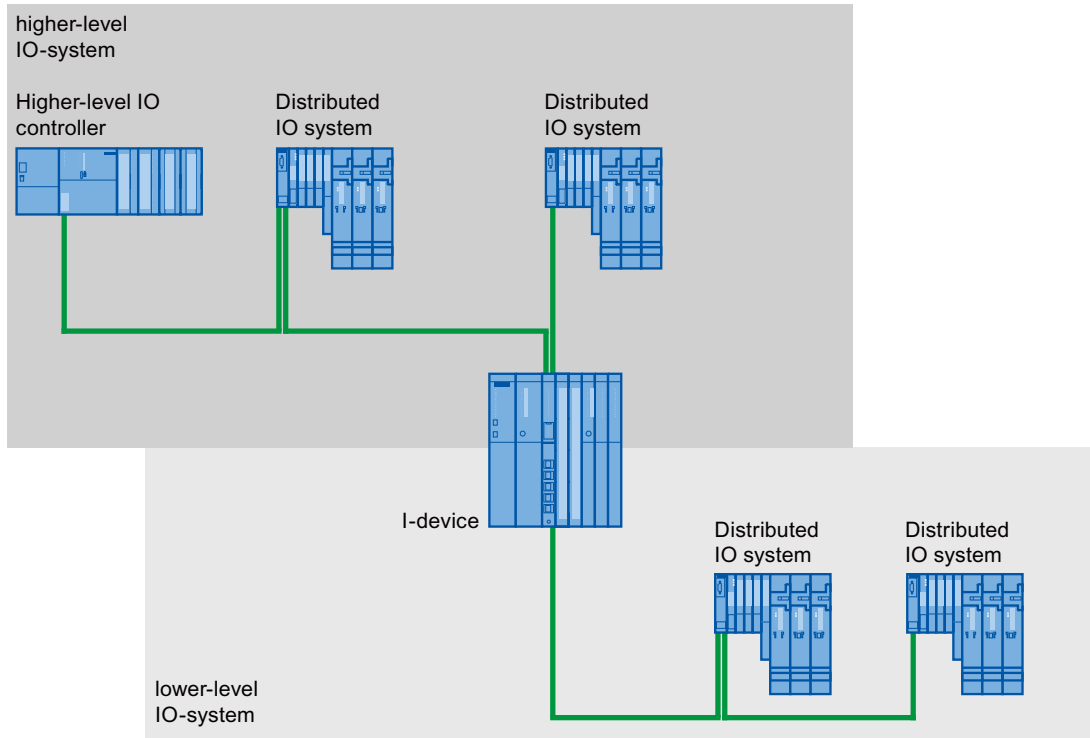 higher-level
IO-system
Higher-level IO
controller
Distributed
IO system
Distributed
IO system
I-device
Distributed
IO system
Distributed
IO system
lower-level
IO-system